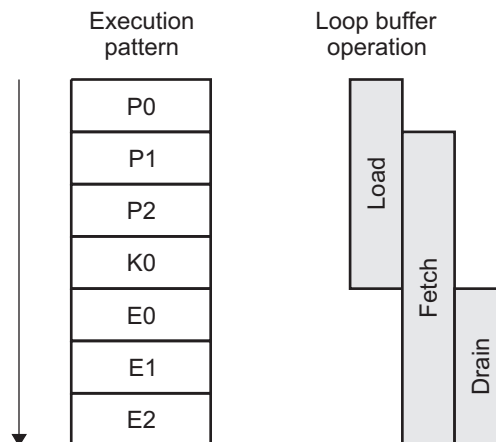 Execution
pattern
Loop buffer
operation
P0
P1
P2
K0
E0
E1
E2
Load
Fetch
Drain